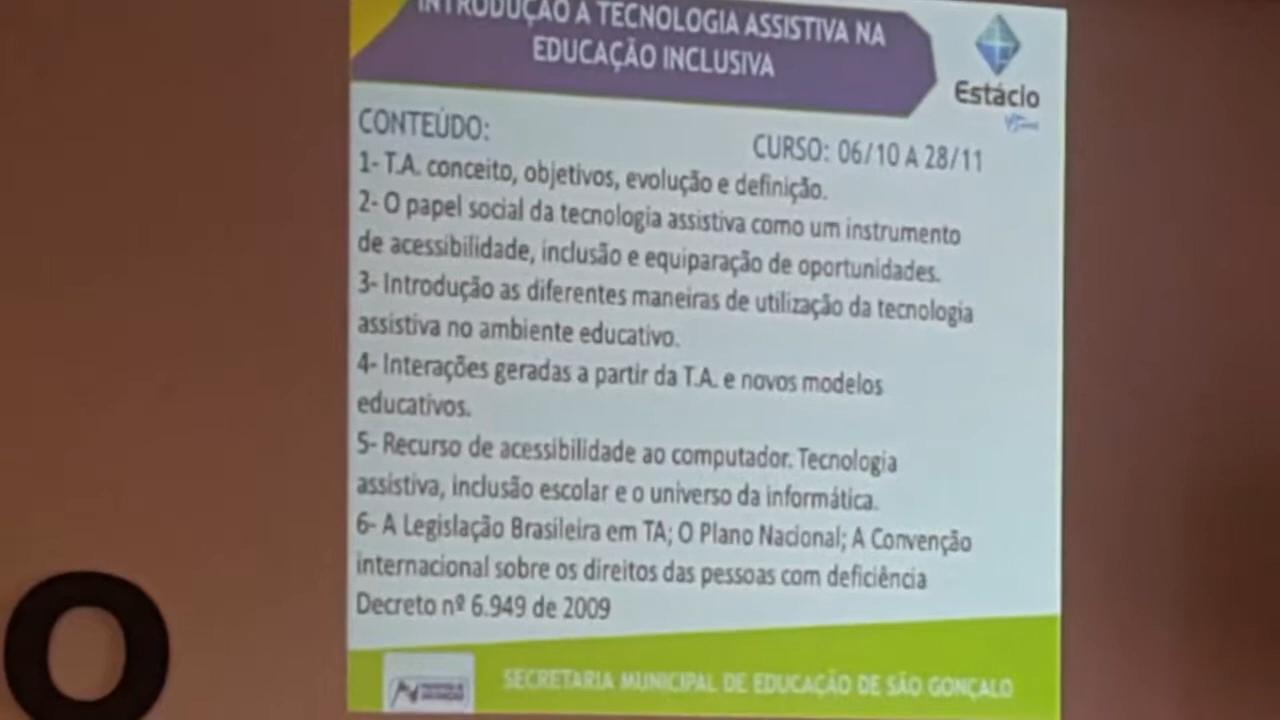 INTRODUÇÃO A TECNOLOGIA ASSISTIVA NA
EDUCAÇÃO INCLUSIVA
Estácio
CONTEÚDO:
CURSO: 06/10 A 28/11
1- T.A. conceito, objetivos, evolução e definição.
2- O papel social da tecnologia assistiva como um instrumento
de acessibilidade, inclusão e equiparação de oportunidades.
3- Introdução as diferentes maneiras de utilização da tecnologia
assistiva no ambiente educativo.
4- Interações geradas a partir da T.A. e novos modelos
educativos.
5- Recurso de acessibilidade ao computador. Tecnologia
assistiva, inclusão escolar e o universo da informática.
6- A Legislação Brasileira em TA; O Plano Nacional; A Convenção
internacional sobre os direitos das pessoas com deficiência
Decreto nº 6.949 de 2009
SECRETARIA MUNICIPAL DE EDUCAÇÃO DE SÃO GONÇALO
O